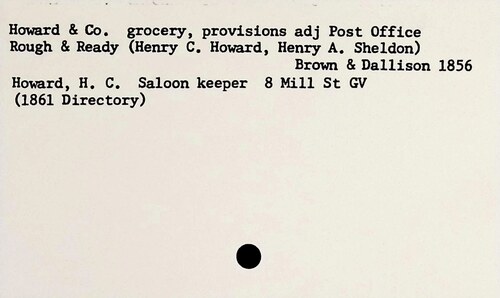 Howard & Co. grocery, provisions adj Post Office
Rough & Ready (Henry C. Howard, Henry A. Sheldon)
Brown & Dallison 1856
Howard, H. C. Saloon keeper 8 Mill St GV
(1861 Directory)